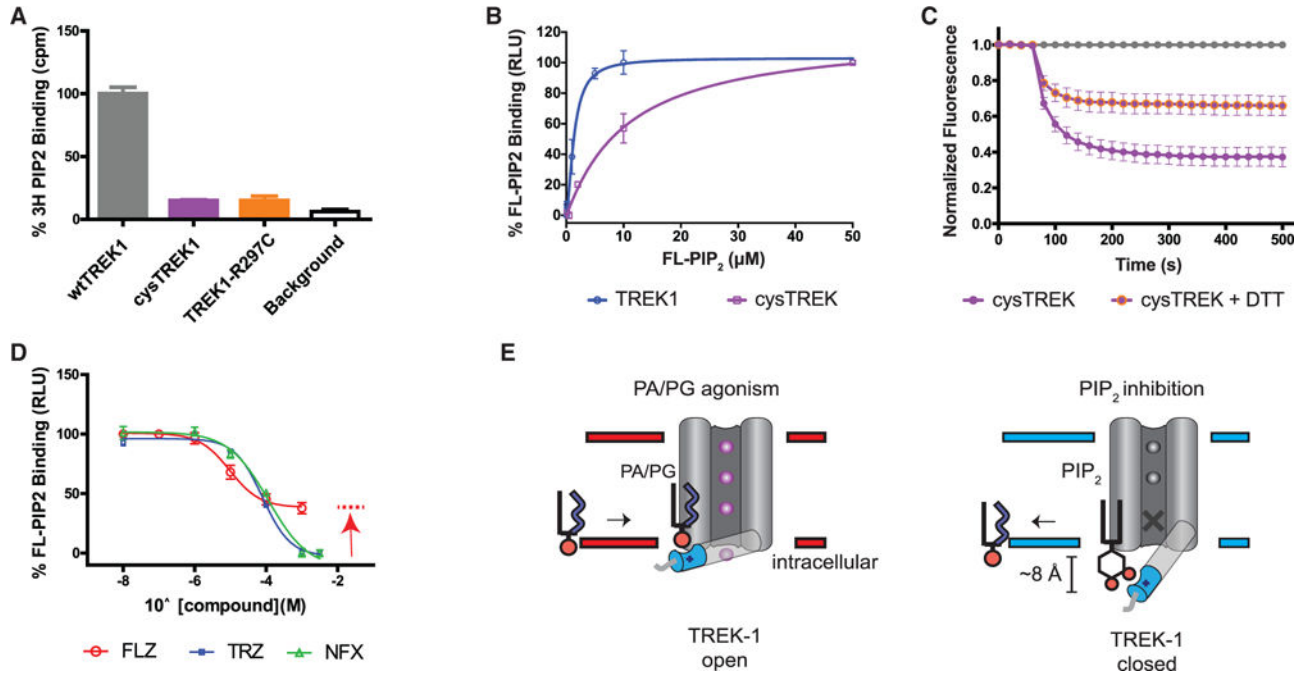 A
% 3H PIP2 Binding (cpm)
150
100
50
0
wtTREK1
cysTREK1
TREK1-R297C
Background
B
% FL-PIP2 Binding (RLU)
120
100
80
60
40
20
0
0 10 20 30 40 50
FL-PIP₂ (µM)
TREK1 cysTREK
C
Normalized Fluorescence
1.0
0.8
0.6
0.4
0.2
0.0
0 100 200 300 400 500
Time (s)
cysTREK cysTREK + DTT
D
% FL-PIP2 Binding (RLU)
150
100
50
0
-8 -6 -4 -2
10^ [compound](M)
FLZ TRZ NFX
E
PA/PG agonism
PA/PG
intracellular
TREK-1
open
PIP₂ inhibition
PIP₂
~8 Å
TREK-1
closed